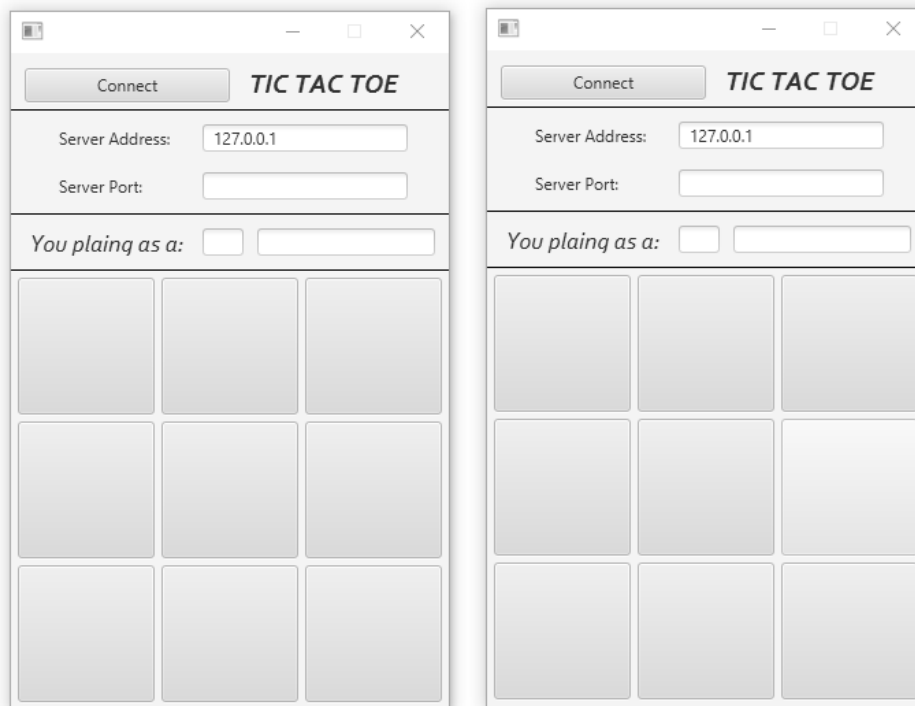 Connect TIC TAC TOE
Server Address: 127.0.0.1
Server Port:
You plaing as a:
Connect TIC TAC TOE
Server Address: 127.0.0.1
Server Port:
You plaing as a: